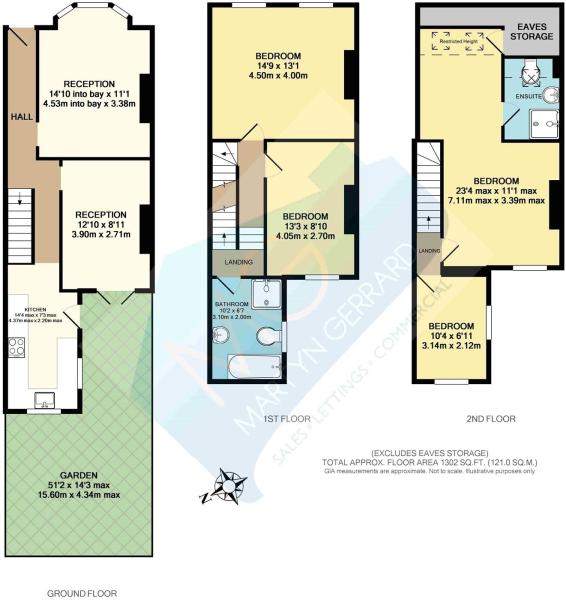 HALL
RECEPTION
14'10 into bay x 11'1
4.53m into bay x 3.38m
RECEPTION
12'10 x 8'11
3.90m x 2.71m
KITCHEN
14'4 max x 7'3 max
4.37m max x 2.20m max
GARDEN
51'2 x 14'3 max
15.60m x 4.34m max
GROUND FLOOR
BEDROOM
14'9 x 13'1
4.50m x 4.00m
BEDROOM
13'3 x 8'10
4.05m x 2.70m
LANDING
BATHROOM
10'2 x 6'7
3.10m x 2.00m
1ST FLOOR
EAVES
STORAGE
Restricted Height
ENSUITE
BEDROOM
23'4 max x 11'1 max
7.11m max x 3.39m max
LANDING
BEDROOM
10'4 x 6'11
3.14m x 2.12m
2ND FLOOR
MARTYN GERRARD
SALES • LETTINGS • COMMERCIAL
N
(EXCLUDES EAVES STORAGE)
TOTAL APPROX. FLOOR AREA 1302 SQ.FT. (121.0 SQ.M.)
GIA measurements are approximate. Not to scale. Illustrative purposes only